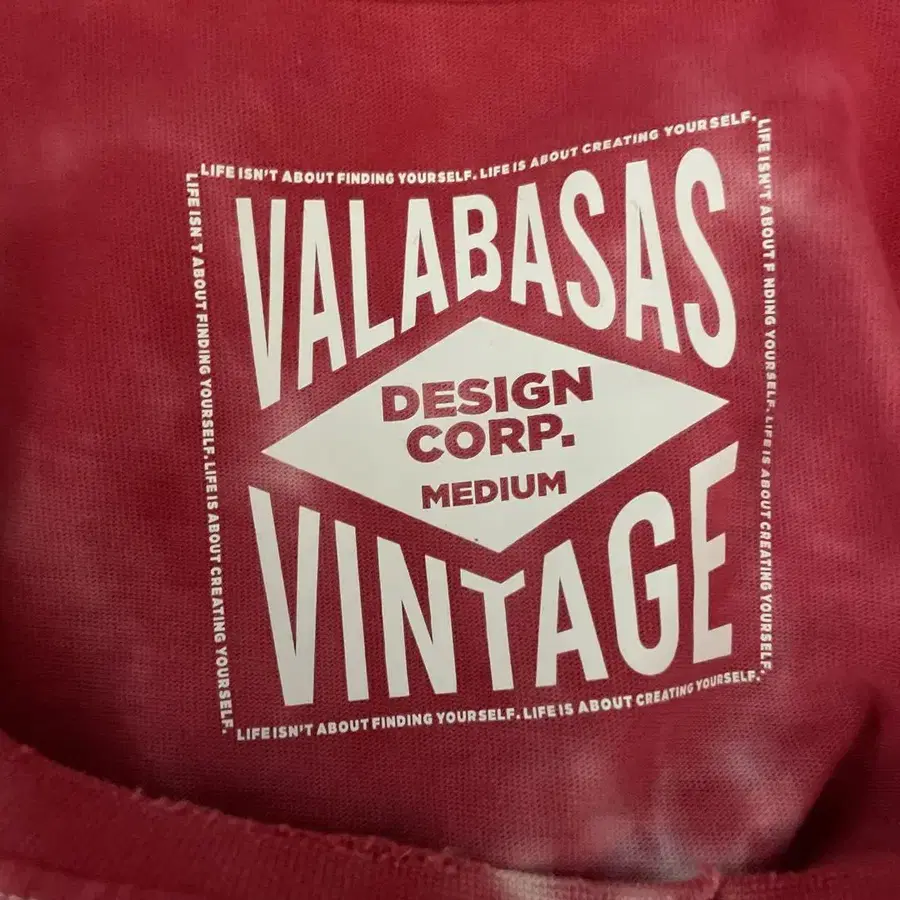 LIFE ISN'T ABOUT FINDING YOURSELF. LIFE IS ABOUT CREATING YOURSELF.
LIFE ISN'T ABOUT FINDING YOURSELF. LIFE IS ABOUT CREATING YOURSELF.
VALABASAS
DESIGN
CORP.
MEDIUM
VINTAGE
LIFE ISN'T ABOUT FINDING YOURSELF. LIFE IS ABOUT CREATING YOURSELF.
LIFE ISN'T ABOUT FINDING YOURSELF. LIFE IS ABOUT CREATING YOURSELF.